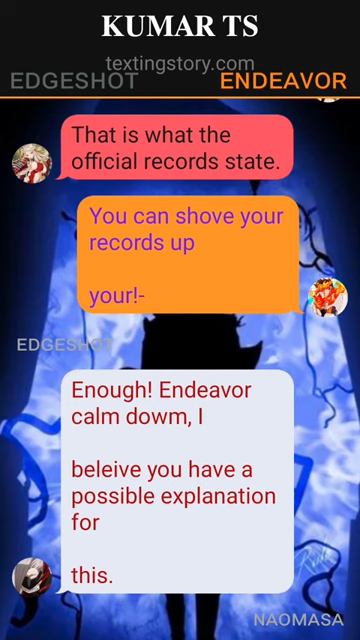 KUMAR TS
textingstory.com
EDGESHOT
ENDEAVOR
That is what the
official records state.
You can shove your
records up
your!-
EDGESHOT
Enough! Endeavor
calm dowm, I
beleive you have a
possible explanation
for
this.
NAOMASA